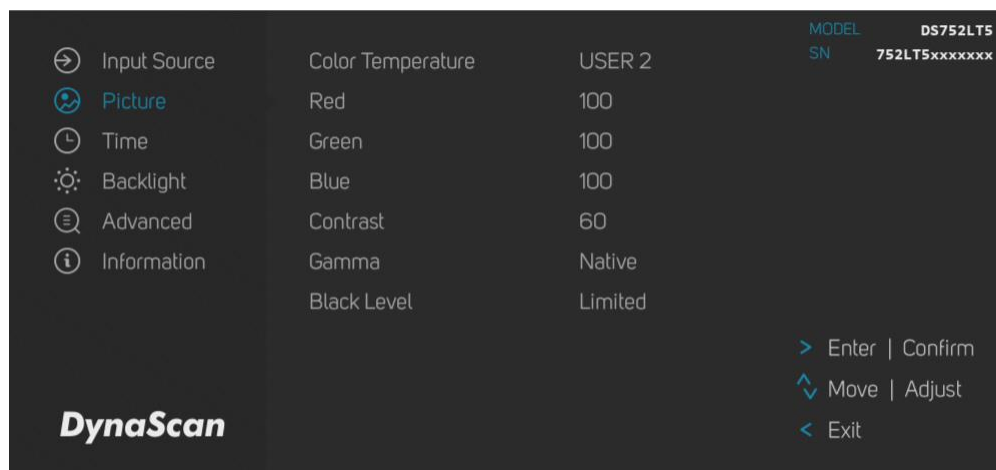 MODEL DS752LT5
SN 752LT5xxxxxxx
Input Source
Picture
Time
Backlight
Advanced
Information
Color Temperature USER 2
Red 100
Green 100
Blue 100
Contrast 60
Gamma Native
Black Level Limited
> Enter | Confirm
Move | Adjust
< Exit
DynaScan